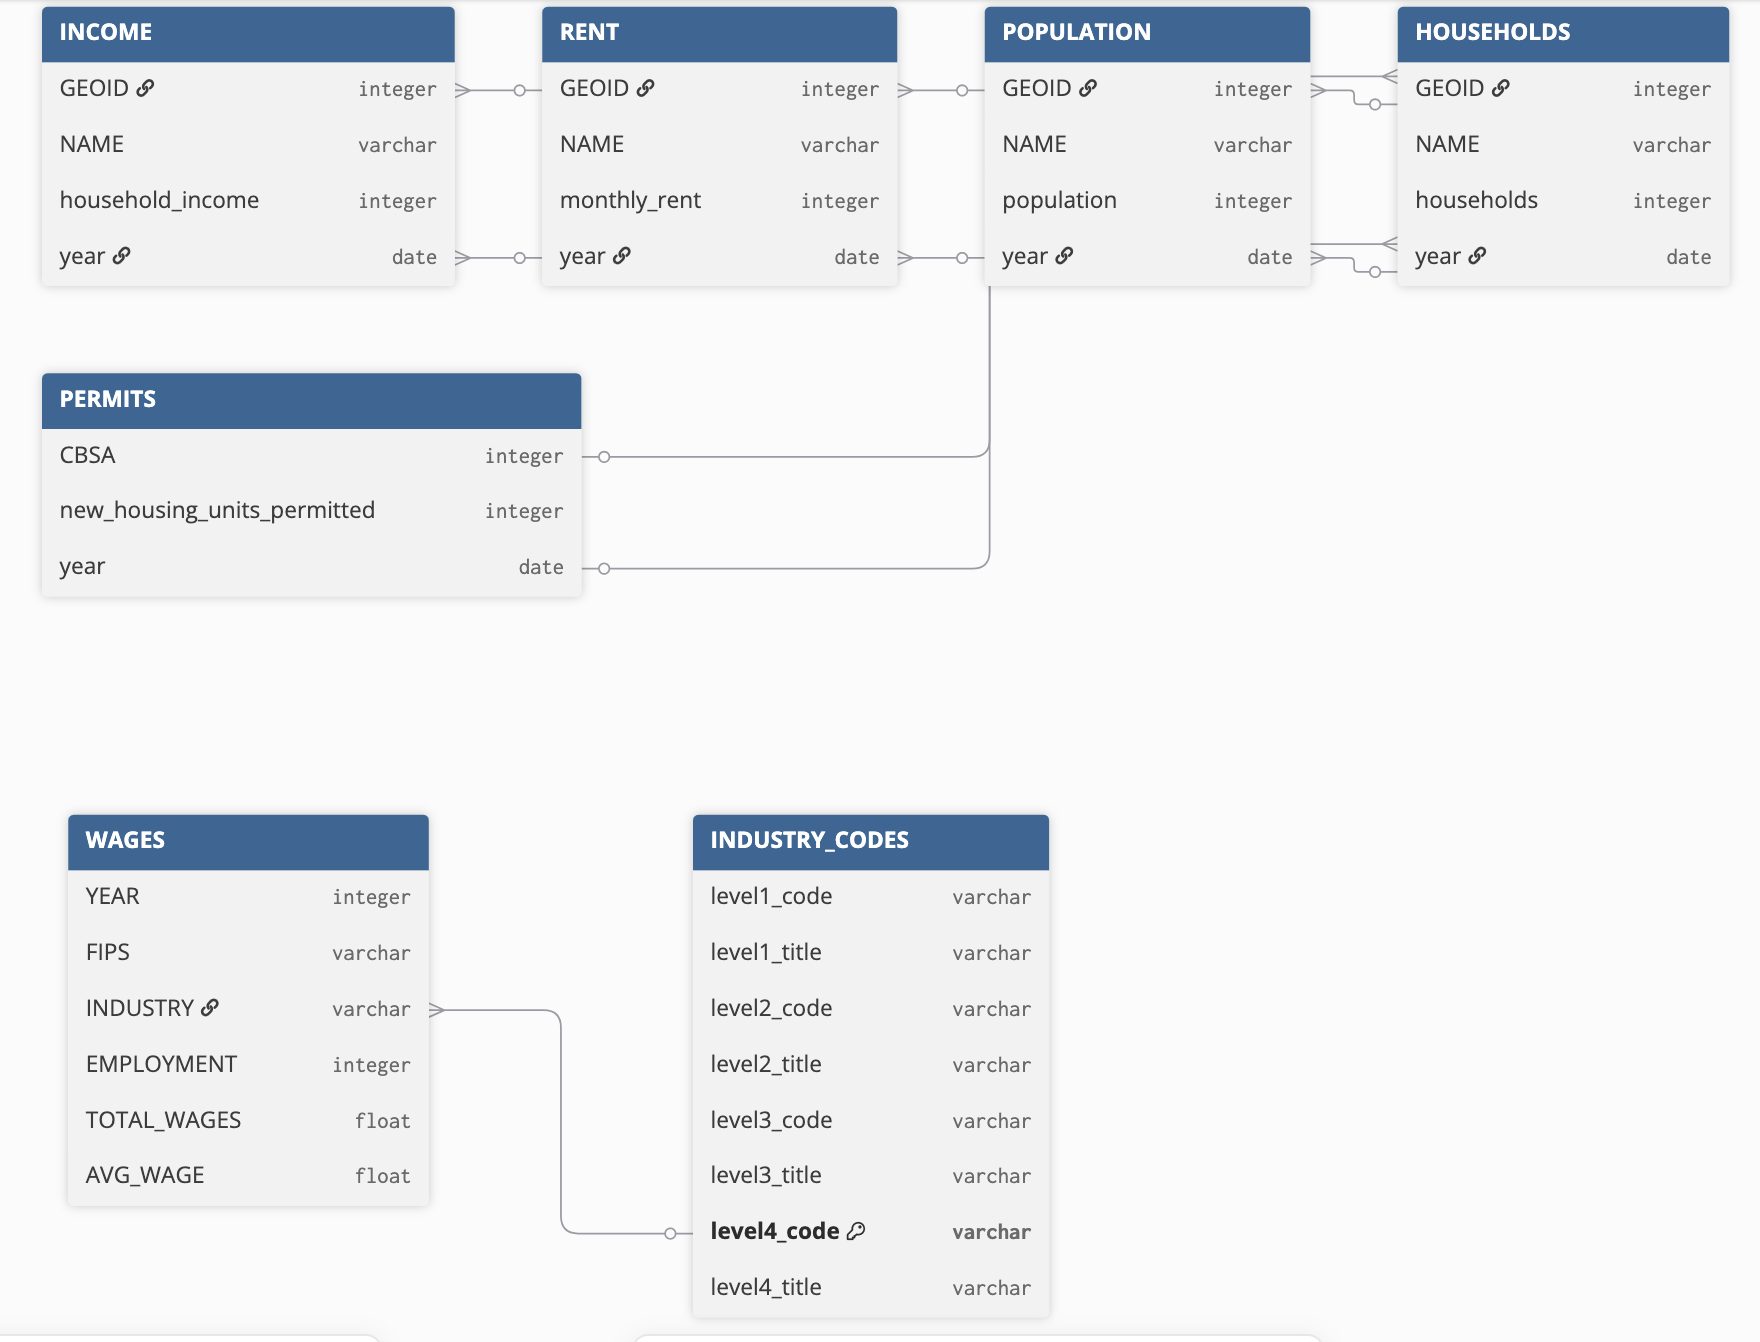 INCOME
GEOID integer
NAME varchar
household_income integer
year date
RENT
GEOID integer
NAME varchar
monthly_rent integer
year date
POPULATION
GEOID integer
NAME varchar
population integer
year date
HOUSEHOLDS
GEOID integer
NAME varchar
households integer
year date
PERMITS
CBSA integer
new_housing_units_permitted integer
year date
WAGES
YEAR integer
FIPS varchar
INDUSTRY varchar
EMPLOYMENT integer
TOTAL_WAGES float
AVG_WAGE float
INDUSTRY_CODES
level1_code varchar
level1_title varchar
level2_code varchar
level2_title varchar
level3_code varchar
level3_title varchar
level4_code varchar
level4_title varchar